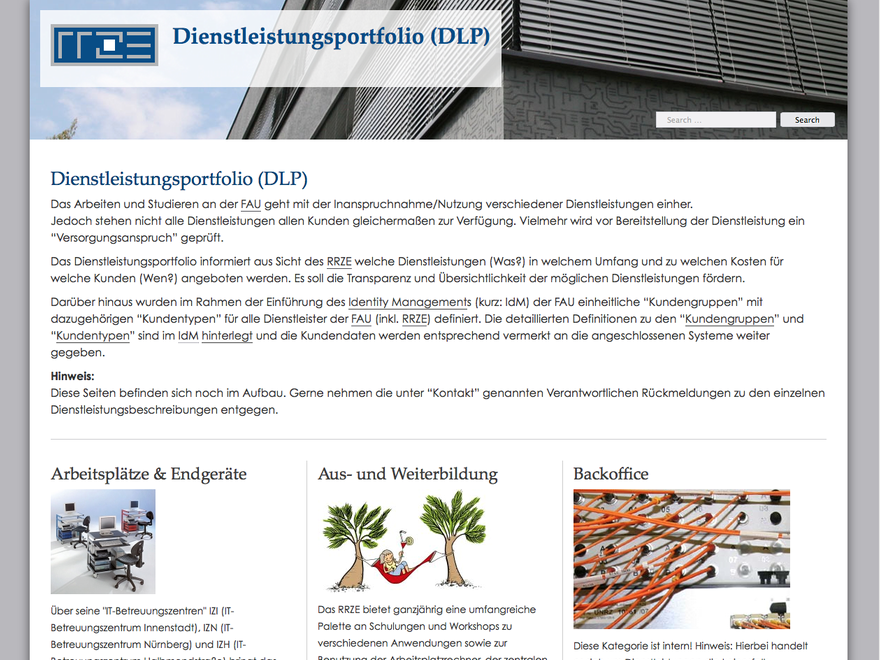 RRZE
Dienstleistungsportfolio (DLP)
Search ...
Search
Dienstleistungsportfolio (DLP)
Das Arbeiten und Studieren an der FAU geht mit der Inanspruchnahme/Nutzung verschiedener Dienstleistungen einher.
Jedoch stehen nicht alle Dienstleistungen allen Kunden gleichermaßen zur Verfügung. Vielmehr wird vor Bereitstellung der Dienstleistung ein
“Versorgungsanspruch” geprüft.
Das Dienstleistungsportfolio informiert aus Sicht des RRZE welche Dienstleistungen (Was?) in welchem Umfang und zu welchen Kosten für
welche Kunden (Wen?) angeboten werden. Es soll die Transparenz und Übersichtlichkeit der möglichen Dienstleistungen fördern.
Darüber hinaus wurden im Rahmen der Einführung des Identity Managements (kurz: IdM) der FAU einheitliche “Kundengruppen” mit
dazugehörigen “Kundentypen” für alle Dienstleister der FAU (inkl. RRZE) definiert. Die detaillierten Definitionen zu den “Kundengruppen” und
“Kundentypen” sind im IdM hinterlegt und die Kundendaten werden entsprechend vermerkt an die angeschlossenen Systeme weiter
gegeben.
Hinweis:
Diese Seiten befinden sich noch im Aufbau. Gerne nehmen die unter “Kontakt” genannten Verantwortlichen Rückmeldungen zu den einzelnen
Dienstleistungsbeschreibungen entgegen.
Arbeitsplätze & Endgeräte
Über seine "IT-Betreuungszentren" IZI (IT-
Betreuungszentrum Innenstadt), IZN (IT-
Betreuungszentrum Nürnberg) und IZH (IT-
Aus- und Weiterbildung
Das RRZE bietet ganzjährig eine umfangreiche
Palette an Schulungen und Workshops zu
verschiedenen Anwendungen sowie zur
Backoffice
Diese Kategorie ist intern! Hinweis: Hierbei handelt